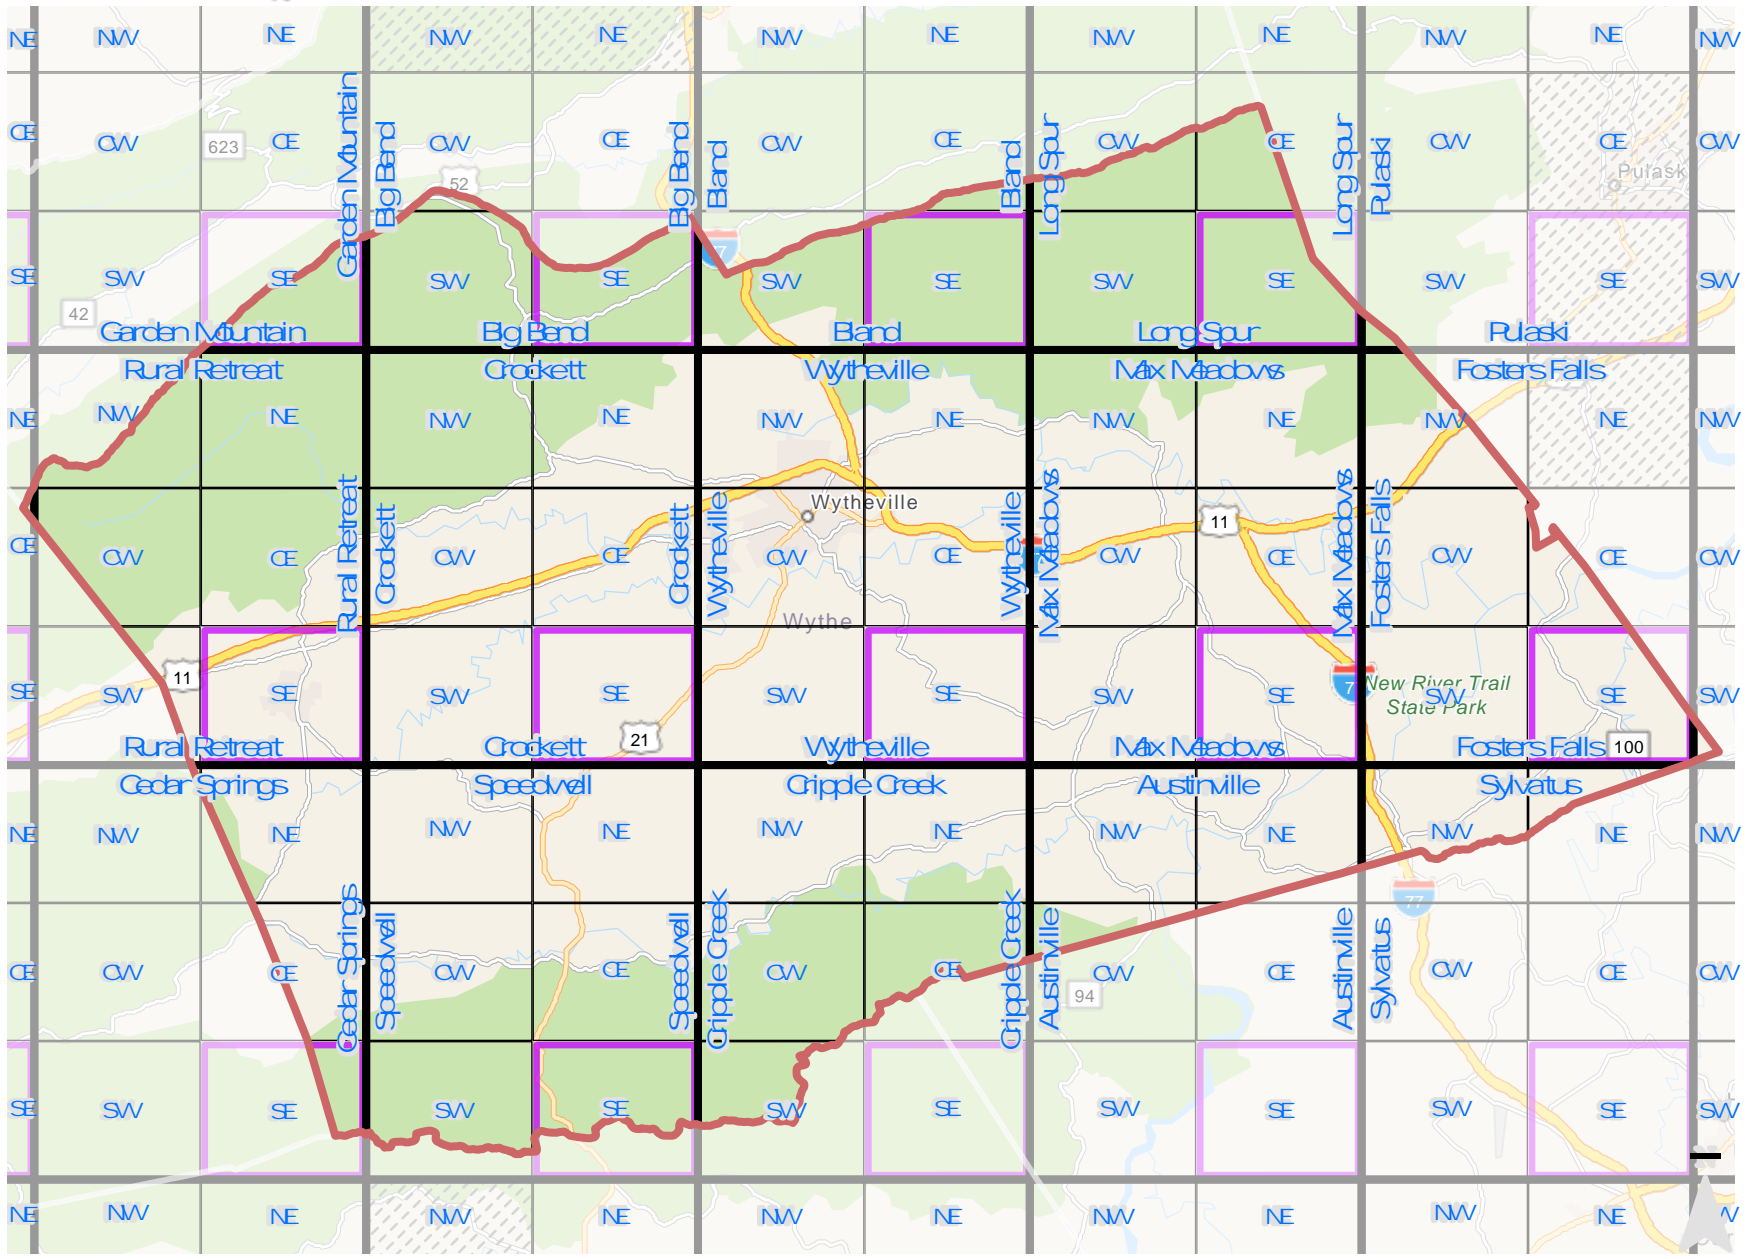 NE NW NE NW NE NW NE NW NE NW NE NW
CE CW CE CW CE CW CE CW CE CW CE CW
623
52
Pulask
Garden Mountain
Big Bend
Big Bend
Bland
Bland
Long Spur
Long Spur
Pulaski
77
SE SW SE SW SE SW SE SW SE SW SE SW
42
Garden Mountain Big Bend Bland Long Spur Pulaski
Rural Retreat Crockett Wytheville Max Meadows Fosters Falls
NE NW NE NW NE NW NE NW NE NW NE NW
Wytheville
11
Rural Retreat
Crockett
Crockett
Wytheville
Wytheville
Max Meadows
Max Meadows
Fosters Falls
CE CW CE CW CE CW CE CW CE CW CE CW
Wythe
11
New River Trail
State Park
SE SW SE SW SE SW SE SW SE SW SE SW
21
100
Rural Retreat Crockett Wytheville Max Meadows Fosters Falls
Cedar Springs Speedwell Cripple Creek Austinville Sylvatus
NE NW NE NW NE NW NE NW NE NW NE NW
77
Cedar Springs
Speedwell
Speedwell
Cripple Creek
Cripple Creek
Austinville
Austinville
Sylvatus
CE CW CE CW CE CW CE CW CE CW CE CW
94
SE SW SE SW SE SW SE SW SE SW SE SW
NE NW NE NW NE NW NE NW NE NW NE